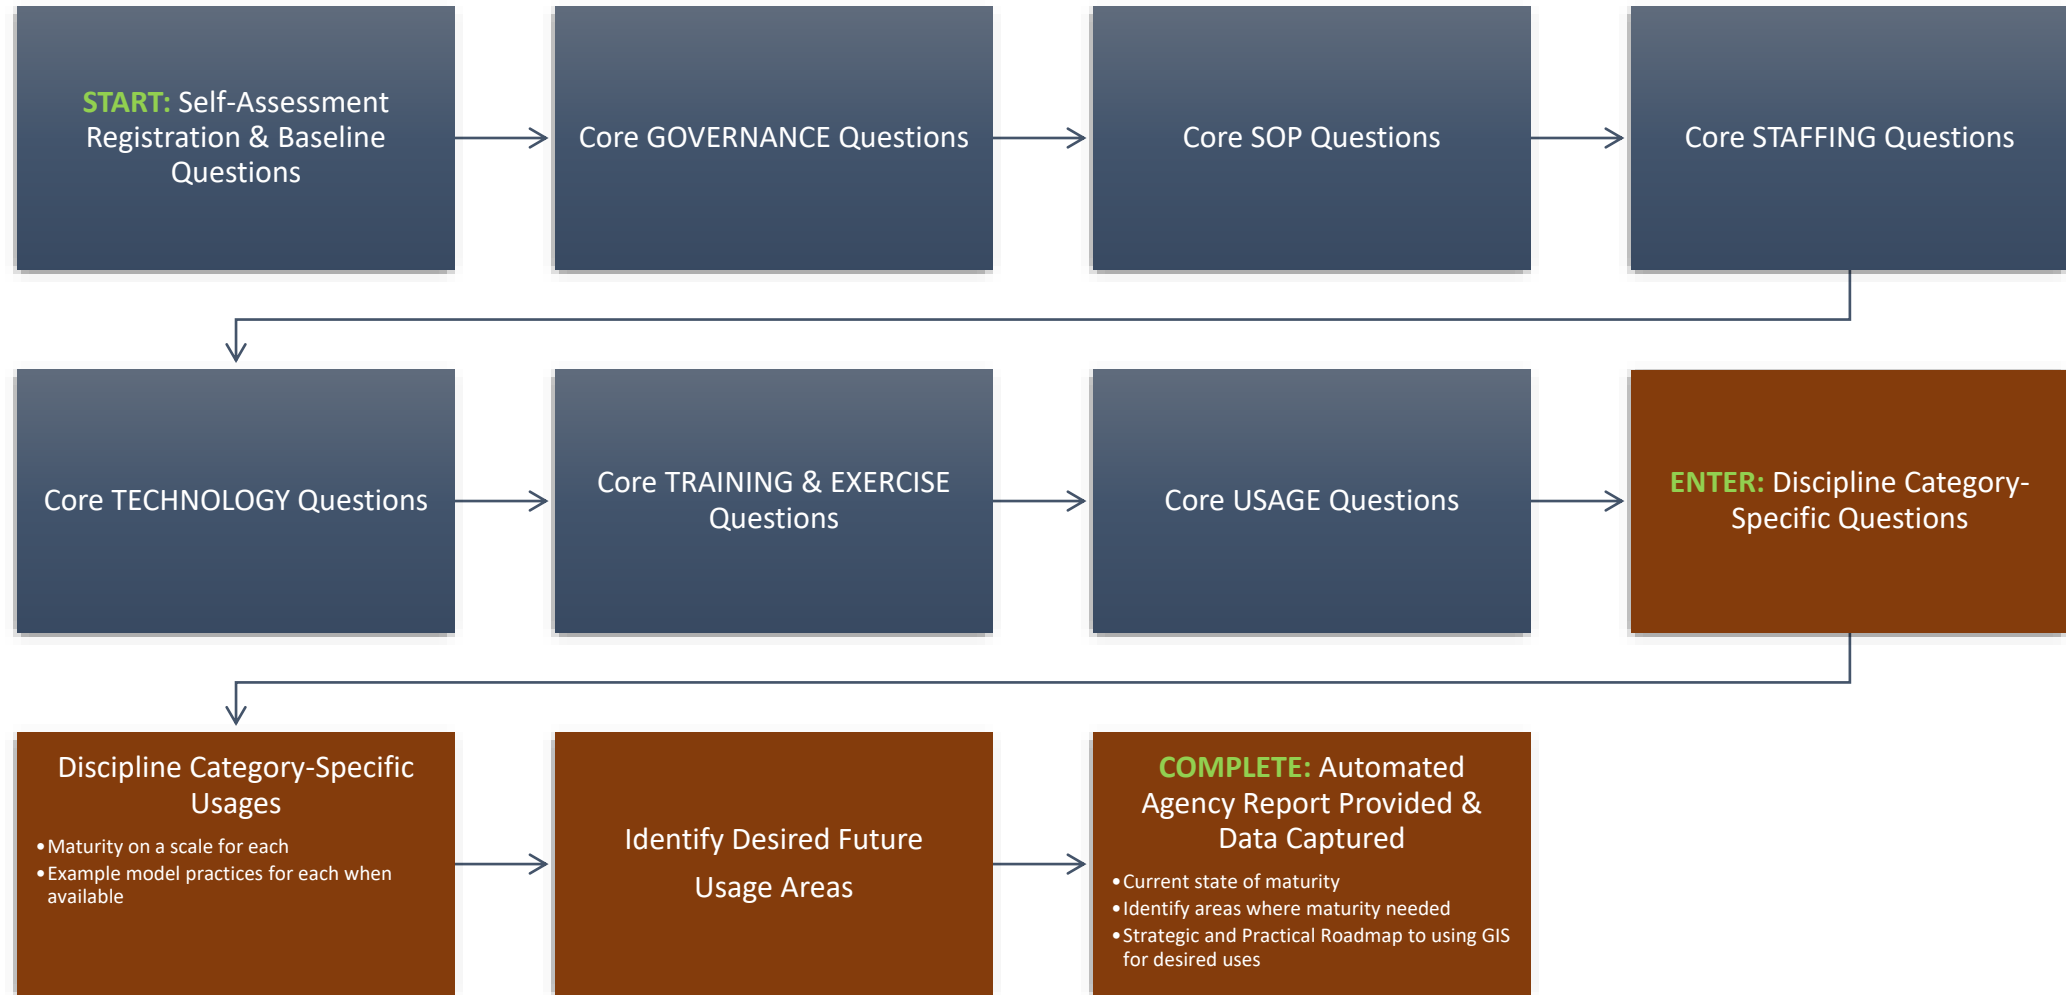 START: Self-Assessment
Registration & Baseline
Questions
Core GOVERNANCE Questions
Core SOP Questions
Core STAFFING Questions
Core TECHNOLOGY Questions
Core TRAINING & EXERCISE
Questions
Core USAGE Questions
ENTER: Discipline Category-
Specific Questions
Discipline Category-Specific
Usages
•Maturity on a scale for each
•Example model practices for each when
available
Identify Desired Future
Usage Areas
COMPLETE: Automated
Agency Report Provided &
Data Captured
•Current state of maturity
•Identify areas where maturity needed
•Strategic and Practical Roadmap to using GIS
for desired uses